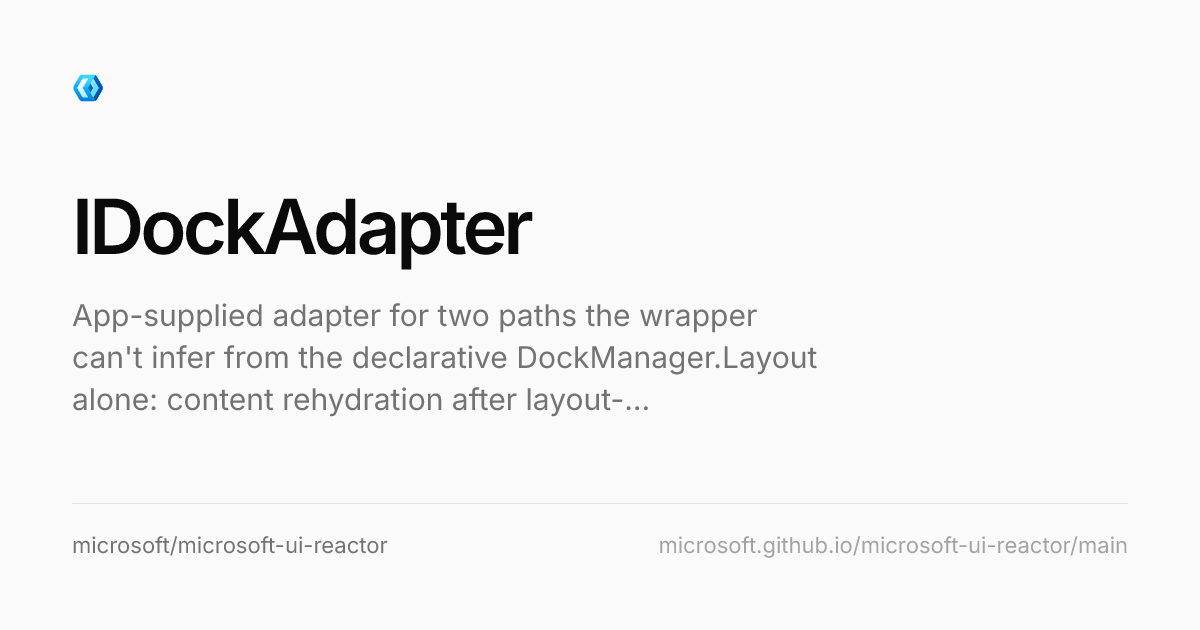 IDockAdapter
App-supplied adapter for two paths the wrapper
can't infer from the declarative DockManager.Layout
alone: content rehydration after layout-...
microsoft/microsoft-ui-reactor
microsoft.github.io/microsoft-ui-reactor/main